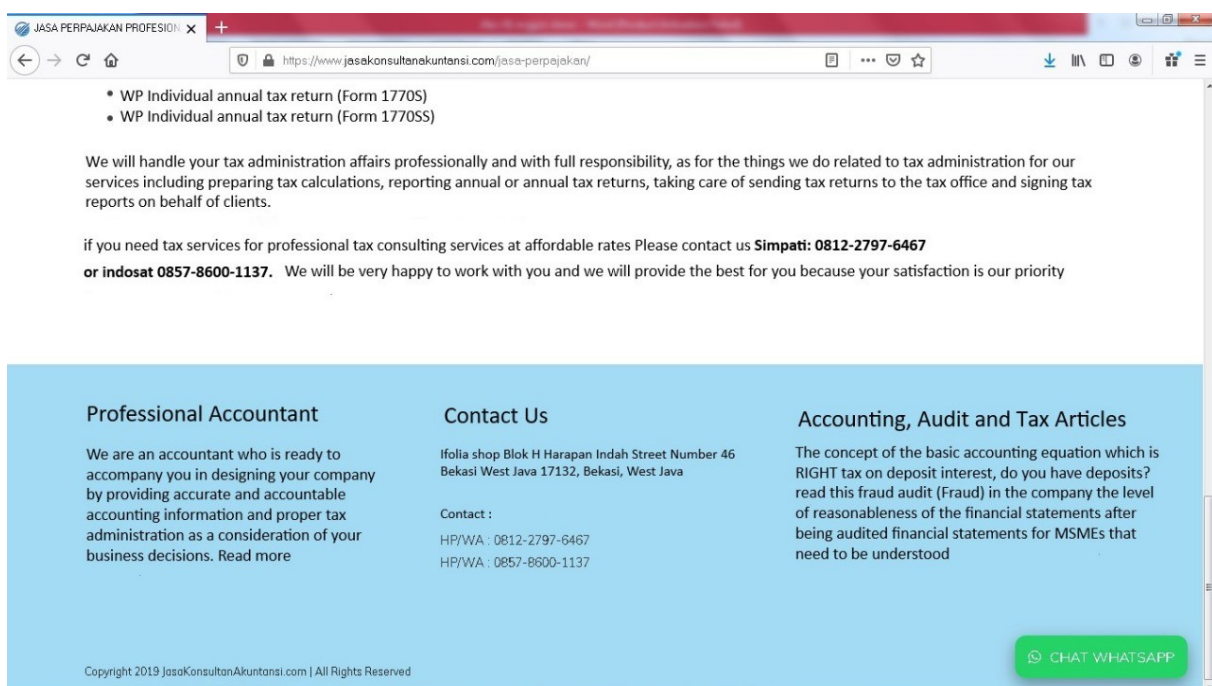 JASA PERPAJAKAN PROFESION
https://www.jasakonsultanakuntansi.com/jasa-perpajakan/
• WP Individual annual tax return (Form 1770S)
• WP Individual annual tax return (Form 1770SS)
We will handle your tax administration affairs professionally and with full responsibility, as for the things we do related to tax administration for our
services including preparing tax calculations, reporting annual or annual tax returns, taking care of sending tax returns to the tax office and signing tax
reports on behalf of clients.
if you need tax services for professional tax consulting services at affordable rates Please contact us Simpati: 0812-2797-6467
or indosat 0857-8600-1137. We will be very happy to work with you and we will provide the best for you because your satisfaction is our priority
Professional Accountant
We are an accountant who is ready to
accompany you in designing your company
by providing accurate and accountable
accounting information and proper tax
administration as a consideration of your
business decisions. Read more
Contact Us
Ifolia shop Blok H Harapan Indah Street Number 46
Bekasi West Java 17132, Bekasi, West Java
Contact :
HP/WA : 0812-2797-6467
HP/WA : 0857-8600-1137
Accounting, Audit and Tax Articles
The concept of the basic accounting equation which is
RIGHT tax on deposit interest, do you have deposits?
read this fraud audit (Fraud) in the company the level
of reasonableness of the financial statements after
being audited financial statements for MSMEs that
need to be understood
Copyright 2019 JasaKonsultanAkuntansi.com | All Rights Reserved
CHAT WHATSAPP